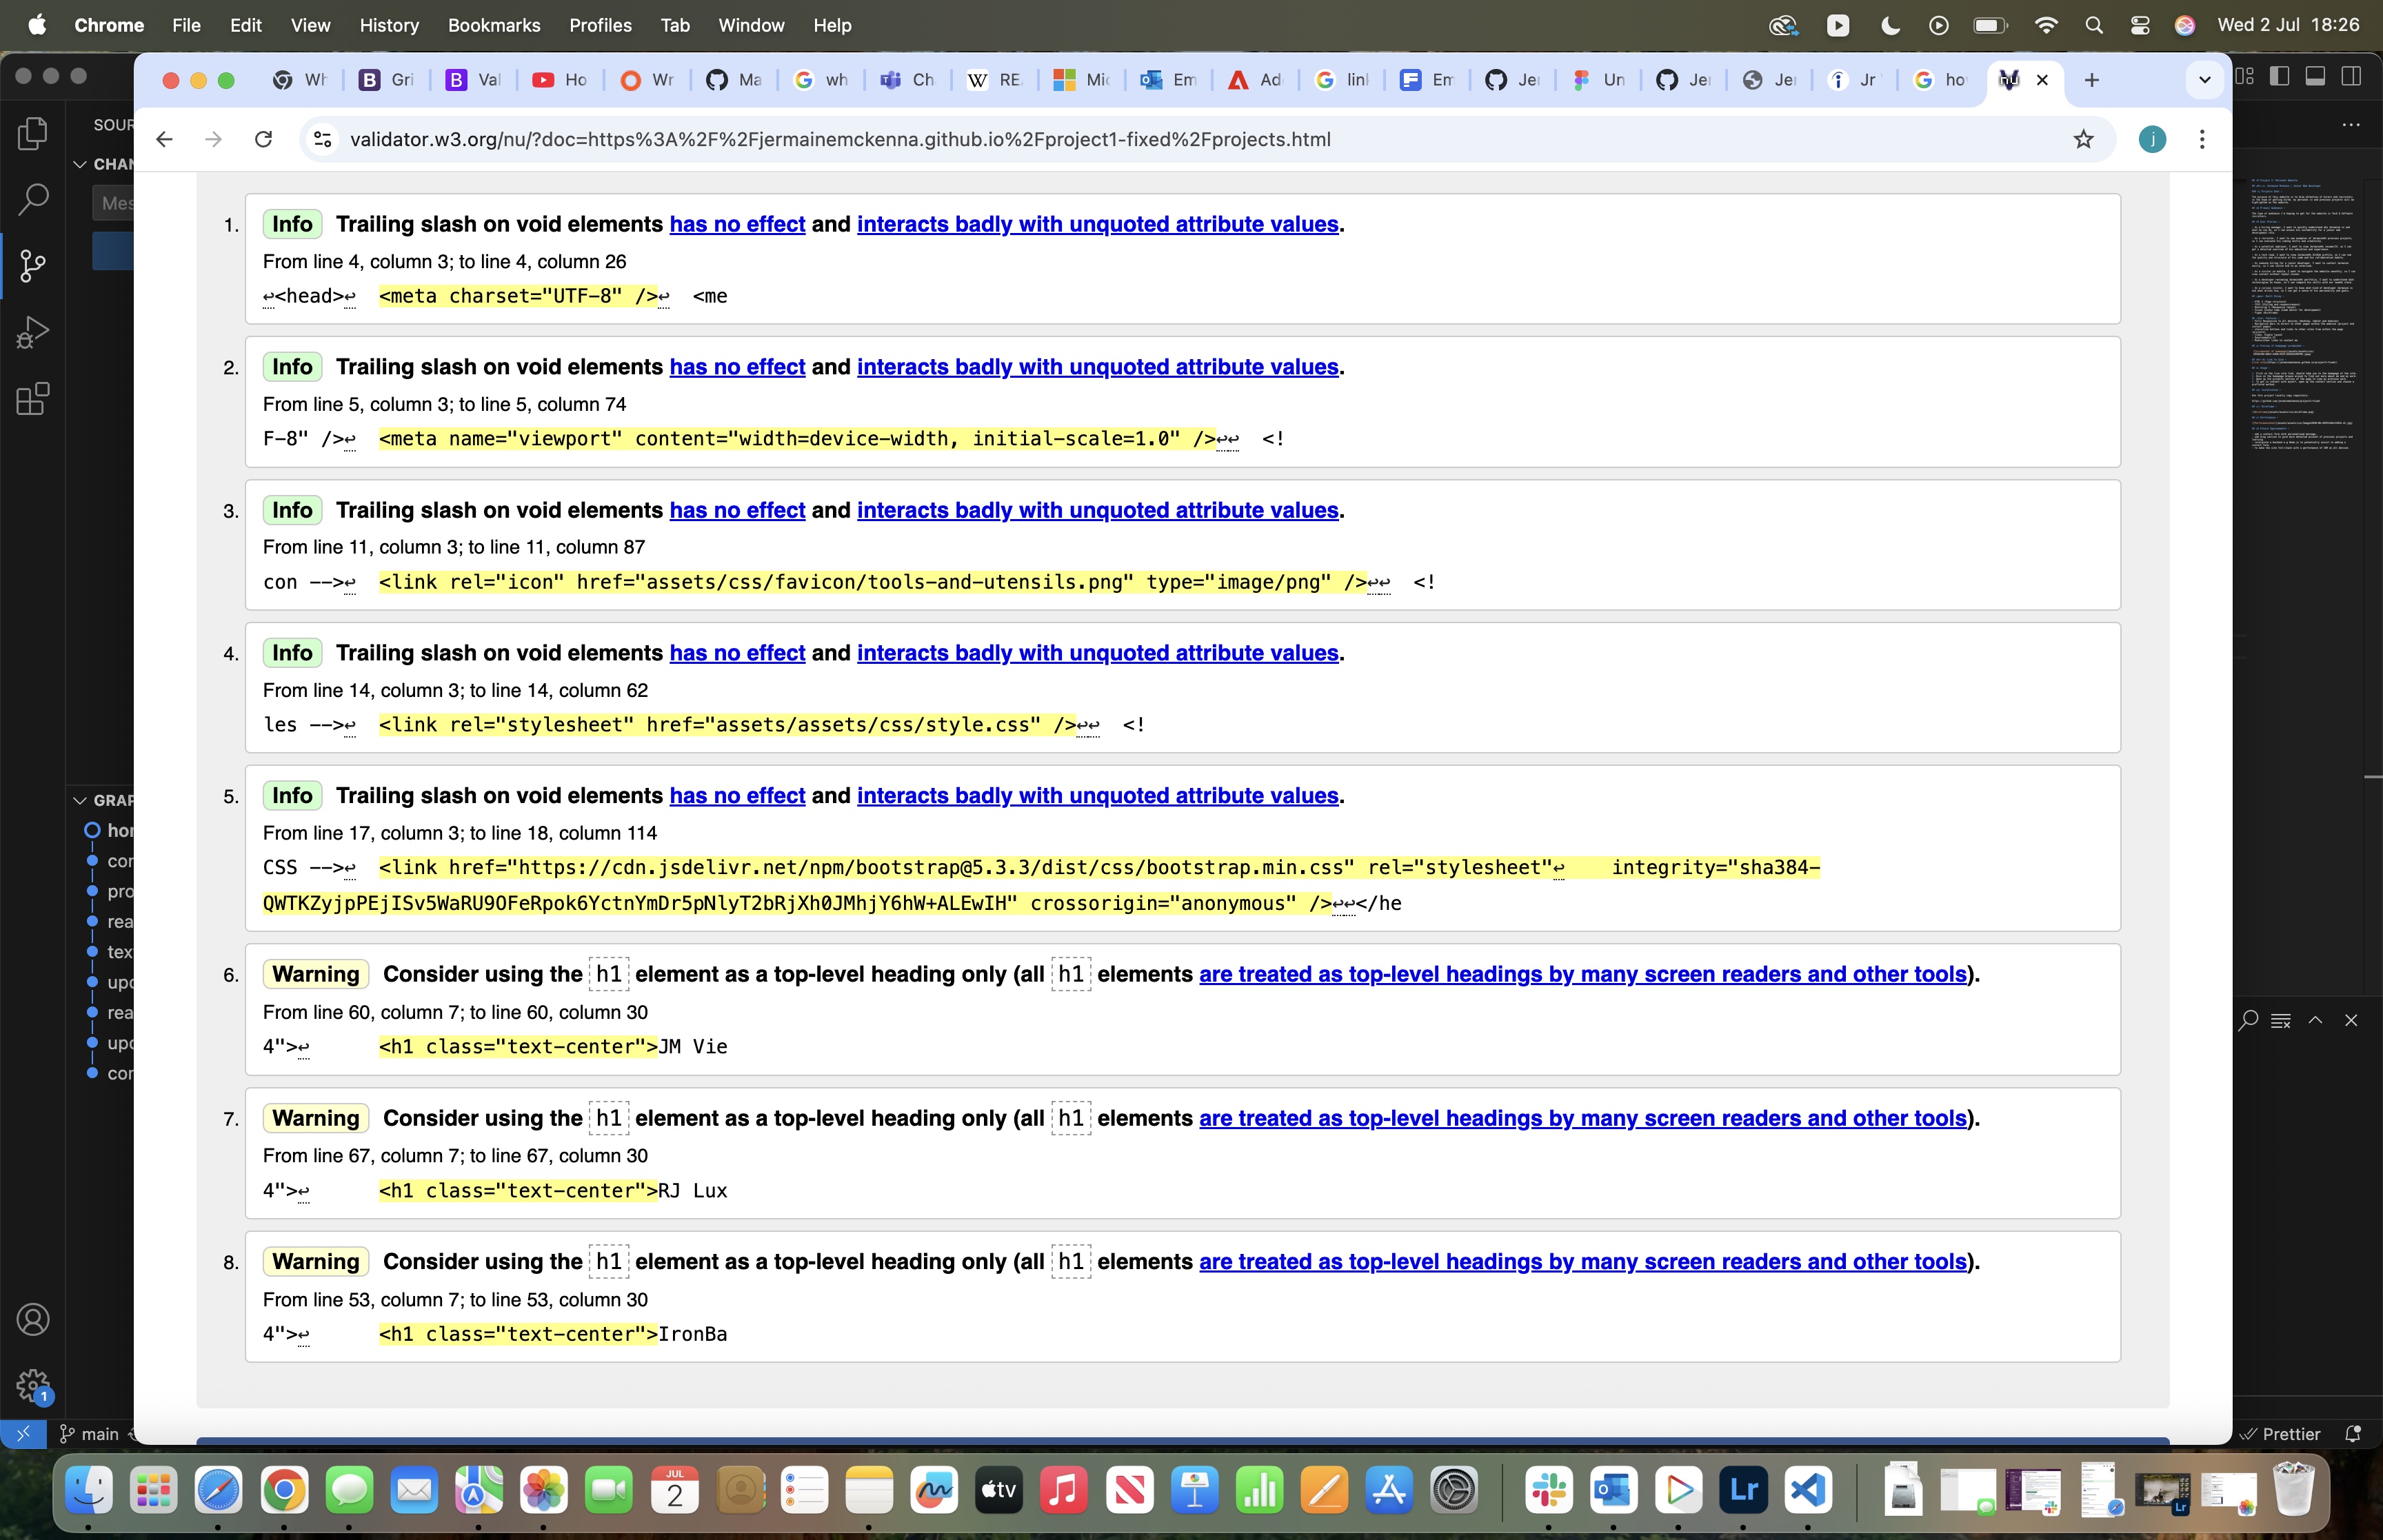 Chrome File Edit View History Bookmarks Profiles Tab Window Help Wed 2 Jul 18:26
Wh Gri Val Ho Wr Ma wh Ch RE Mic Em Ad link Em Jer Un Jer Jer Jr ho
validator.w3.org/nu/?doc=https%3A%2F%2Fjermainemckenna.github.io%2Fproject1-fixed%2Fprojects.html j
SOUR
CHAN
Mes
1. Info Trailing slash on void elements has no effect and interacts badly with unquoted attribute values.
From line 4, column 3; to line 4, column 26
↩<head>↩ <meta charset="UTF-8" />↩ <me
2. Info Trailing slash on void elements has no effect and interacts badly with unquoted attribute values.
From line 5, column 3; to line 5, column 74
F-8" />↩ <meta name="viewport" content="width=device-width, initial-scale=1.0" />↩↩ <!
3. Info Trailing slash on void elements has no effect and interacts badly with unquoted attribute values.
From line 11, column 3; to line 11, column 87
con -->↩ <link rel="icon" href="assets/css/favicon/tools-and-utensils.png" type="image/png" />↩↩ <!
4. Info Trailing slash on void elements has no effect and interacts badly with unquoted attribute values.
From line 14, column 3; to line 14, column 62
les -->↩ <link rel="stylesheet" href="assets/assets/css/style.css" />↩↩ <!
5. Info Trailing slash on void elements has no effect and interacts badly with unquoted attribute values.
From line 17, column 3; to line 18, column 114
CSS -->↩ <link href="https://cdn.jsdelivr.net/npm/bootstrap@5.3.3/dist/css/bootstrap.min.css" rel="stylesheet"↩ integrity="sha384-
QWTKZyjpPEjISv5WaRU9OFeRpok6YctnYmDr5pNlyT2bRjXh0JMhjY6hW+ALEwIH" crossorigin="anonymous" />↩↩</he
6. Warning Consider using the h1 element as a top-level heading only (all h1 elements are treated as top-level headings by many screen readers and other tools).
From line 60, column 7; to line 60, column 30
4">↩ <h1 class="text-center">JM Vie
7. Warning Consider using the h1 element as a top-level heading only (all h1 elements are treated as top-level headings by many screen readers and other tools).
From line 67, column 7; to line 67, column 30
4">↩ <h1 class="text-center">RJ Lux
8. Warning Consider using the h1 element as a top-level heading only (all h1 elements are treated as top-level headings by many screen readers and other tools).
From line 53, column 7; to line 53, column 30
4">↩ <h1 class="text-center">IronBa
GRAP
hor
cor
pro
rea
tex
upd
rea
upd
cor
1
main
Prettier
JUL
2
tv
Lr